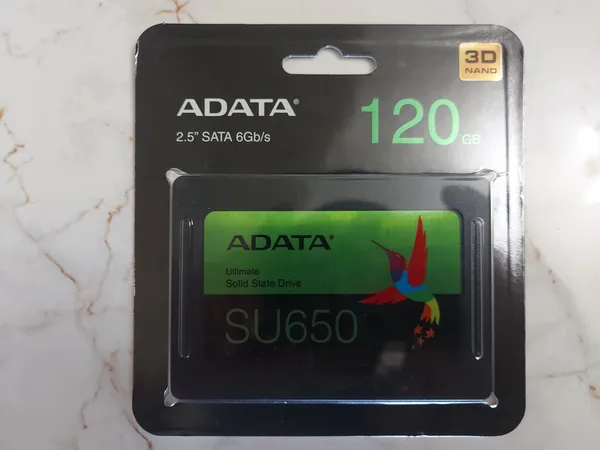 3D
NAND
ADATA®
120GB
2.5" SATA 6Gb/s
ADATA®
Ultimate
Solid State Drive
SU650